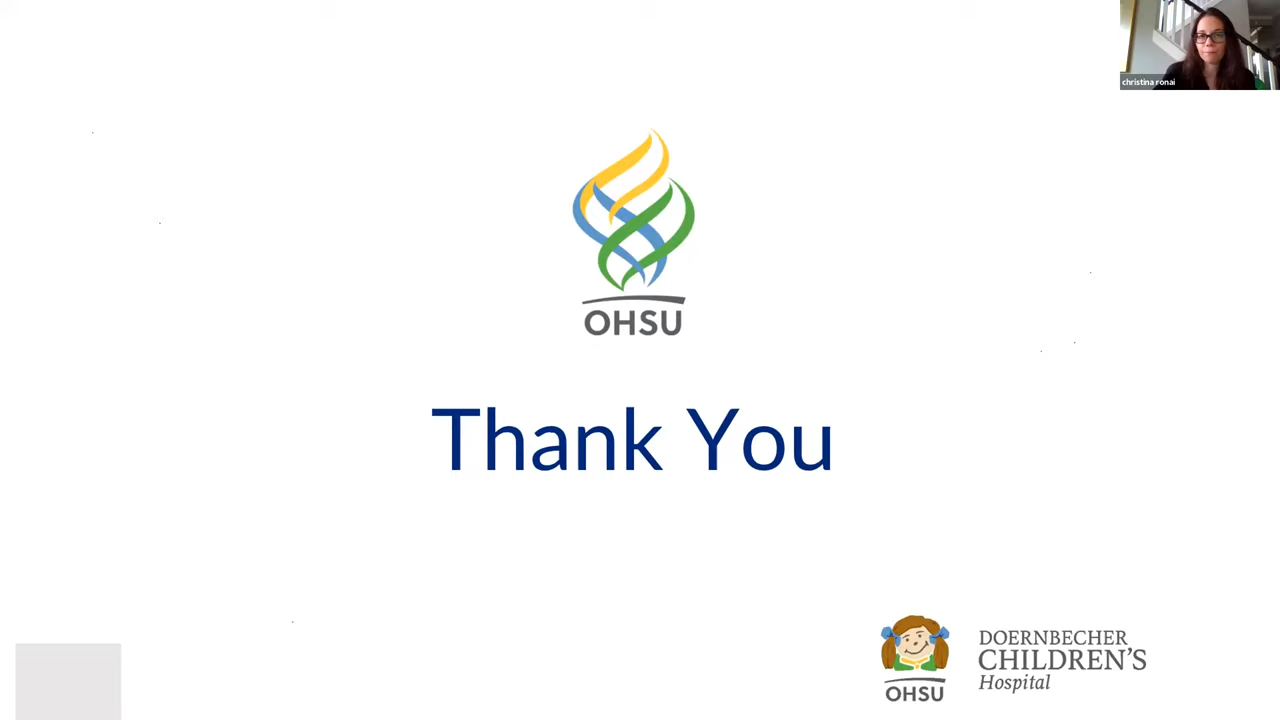 christina ronai
OHSU
Thank You
DOERNBECHER
CHILDREN'S
Hospital
OHSU